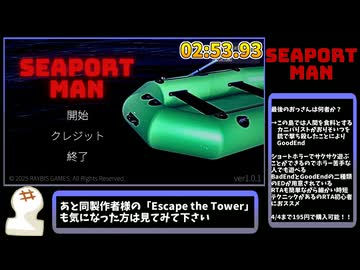 02:53.93
SEAPORT
MAN
開始
クレジット
終了
© 2025 RAYBIS GAMES. ALL RIGHTS RESERVED.
ver1.0.1
あと同製作者様の「Escape the Tower」
も気になった方は見てみて下さい
SEAPORT
MAN
最後のおっさんは何者か？
→この島では人間を食料とする
カニバリストがおりそいつを
銃で撃ち殺したことにより
GoodEnd
ショートホラーでサクサク遊ぶ
ことができるのでホラー苦手な
人でも遊べる
BadEndとGoodEndの二種類
のEDが用意されている
RTAも簡単ながら細かい時短
テクニックがあるのRTA初心者
におススメ
4/4まで195円で購入可能！！